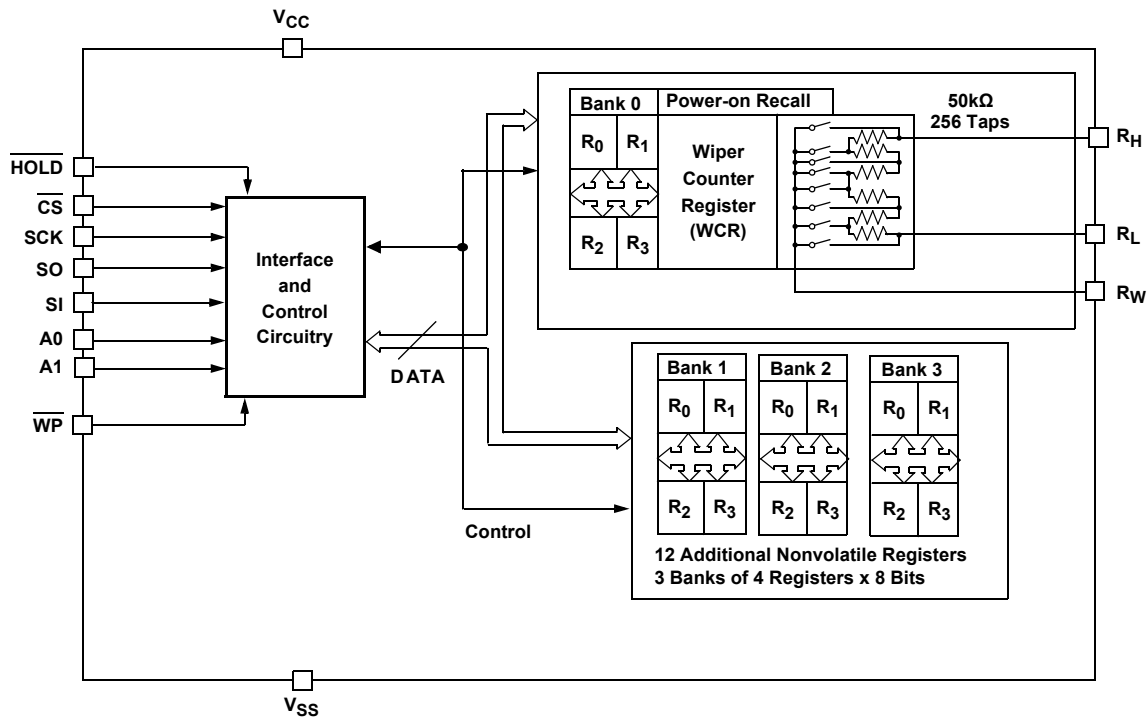 VCC
HOLD
CS
SCK
SO
SI
A0
A1
WP
Interface
and
Control
Circuitry
DATA
Control
Bank 0
Power-on Recall
R0 R1
R2 R3
Wiper
Counter
Register
(WCR)
50kΩ
256 Taps
RH
RL
RW
Bank 1
R0 R1
R2 R3
Bank 2
R0 R1
R2 R3
Bank 3
R0 R1
R2 R3
12 Additional Nonvolatile Registers
3 Banks of 4 Registers x 8 Bits
VSS